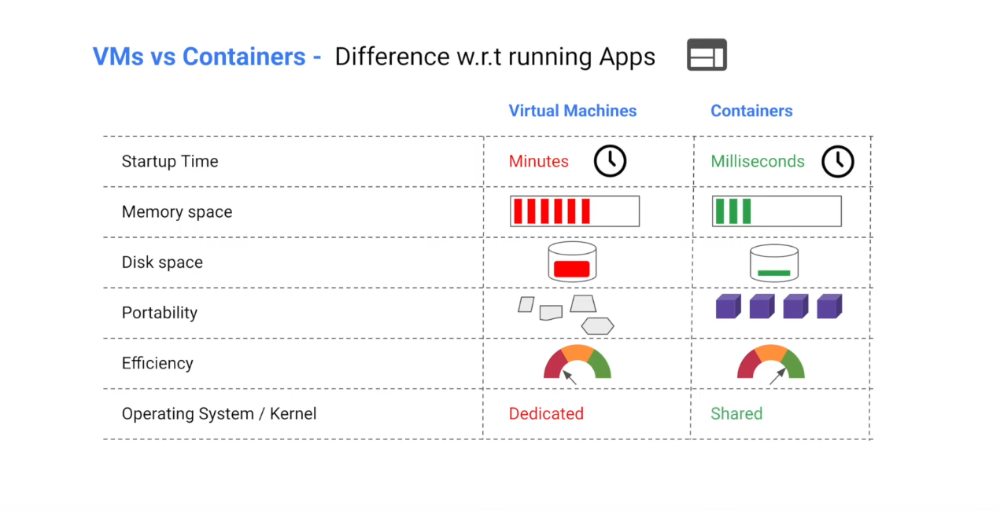 VMs vs Containers - Difference w.r.t running Apps
Virtual Machines Containers
Startup Time Minutes Milliseconds
Memory space
Disk space
Portability
Efficiency
Operating System / Kernel Dedicated Shared